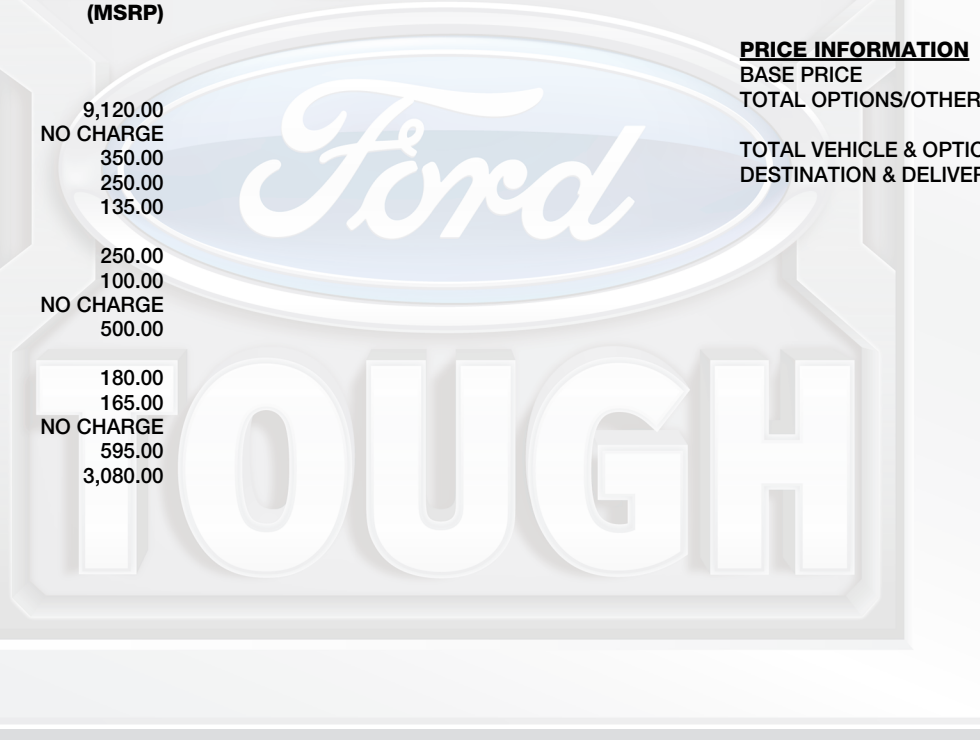 (MSRP)
9,120.00
NO CHARGE
350.00
250.00
135.00
250.00
100.00
NO CHARGE
500.00
180.00
165.00
NO CHARGE
595.00
3,080.00
PRICE INFORMATION
BASE PRICE
TOTAL OPTIONS/OTHER
TOTAL VEHICLE &
DESTINATION &
Ford
TOUGH